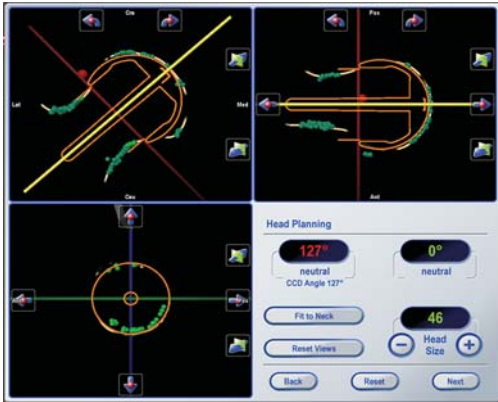 Cra
Lat
Med
Cau
Pos
Ant
Head Planning
127°
neutral
CCD Angle 127°
0°
neutral
Fit to Neck
46
Head
Size
Reset Views
Back
Reset
Next